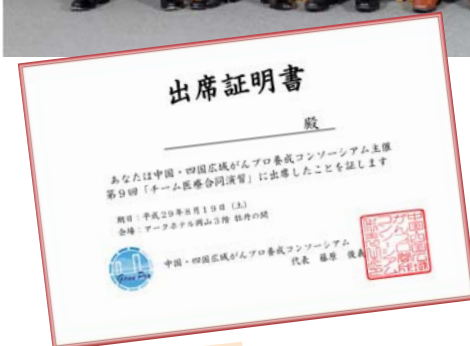 出席証明書
殿
あなたは中国・四国広域がんプロ養成コンソーシアム主催
第9回「チーム医療合同演習」に出席したことを証します
期日：平成29年8月19日（土）
会場：アークホテル岡山3階 牡丹の間
中国・四国広域がんプロ養成コンソーシアム
代表 藤原 俊義